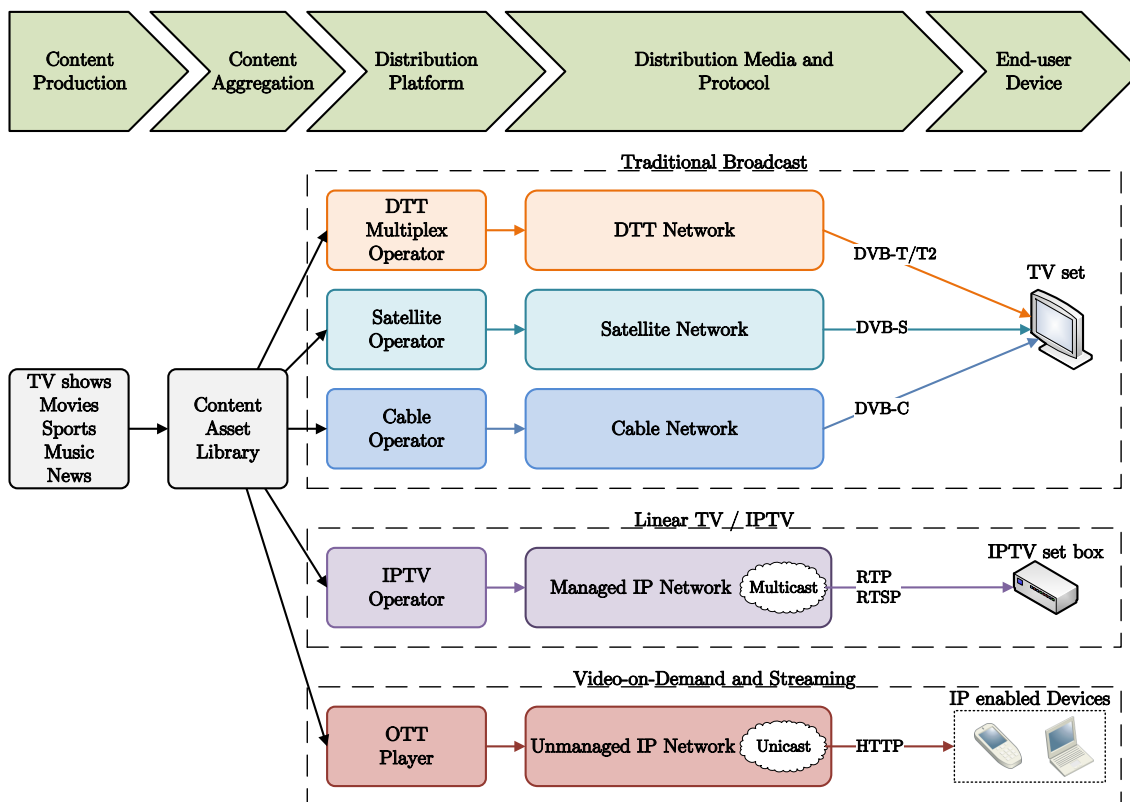 Content
Production
Content
Aggregation
Distribution
Platform
Distribution Media and
Protocol
End-user
Device
Traditional Broadcast
DTT
Multiplex
Operator
DTT Network
DVB-T/T2
TV set
Satellite
Operator
Satellite Network
DVB-S
TV shows
Movies
Sports
Music
News
Content
Asset
Library
Cable
Operator
Cable Network
DVB-C
Linear TV / IPTV
IPTV
Operator
Managed IP Network
Multicast
RTP
RTSP
IPTV set box
Video-on-Demand and Streaming
OTT
Player
Unmanaged IP Network
Unicast
HTTP
IP enabled Devices